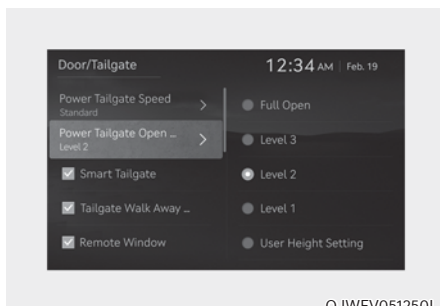 Door/Tailgate
12:34 AM | Feb. 19
Power Tailgate Speed
Standard
Power Tailgate Open ...
Level 2
Smart Tailgate
Tailgate Walk Away ...
Remote Window
Full Open
Level 3
Level 2
Level 1
User Height Setting
OJWEV051250L